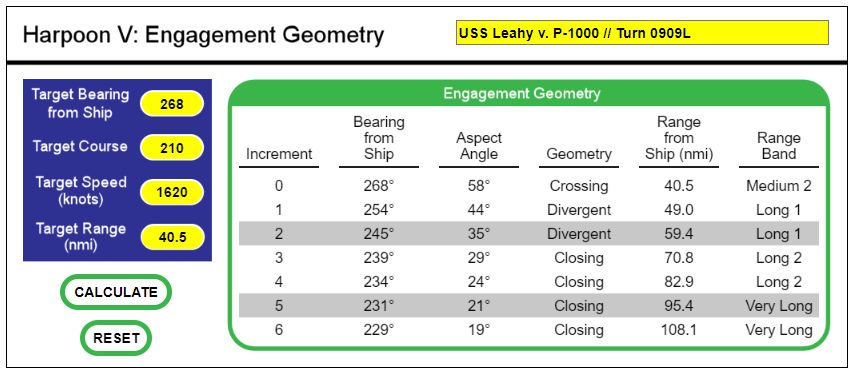 Harpoon V: Engagement Geometry
USS Leahy v. P-1000 // Turn 0909L
Target Bearing
from Ship
268
Target Course
210
Target Speed
(knots)
1620
Target Range
(nmi)
40.5
CALCULATE
RESET
Engagement Geometry
Increment
Bearing
from
Ship
Aspect
Angle
Geometry
Range
from
Ship (nmi)
Range
Band
0 268° 58° Crossing 40.5 Medium 2
1 254° 44° Divergent 49.0 Long 1
2 245° 35° Divergent 59.4 Long 1
3 239° 29° Closing 70.8 Long 2
4 234° 24° Closing 82.9 Long 2
5 231° 21° Closing 95.4 Very Long
6 229° 19° Closing 108.1 Very Long